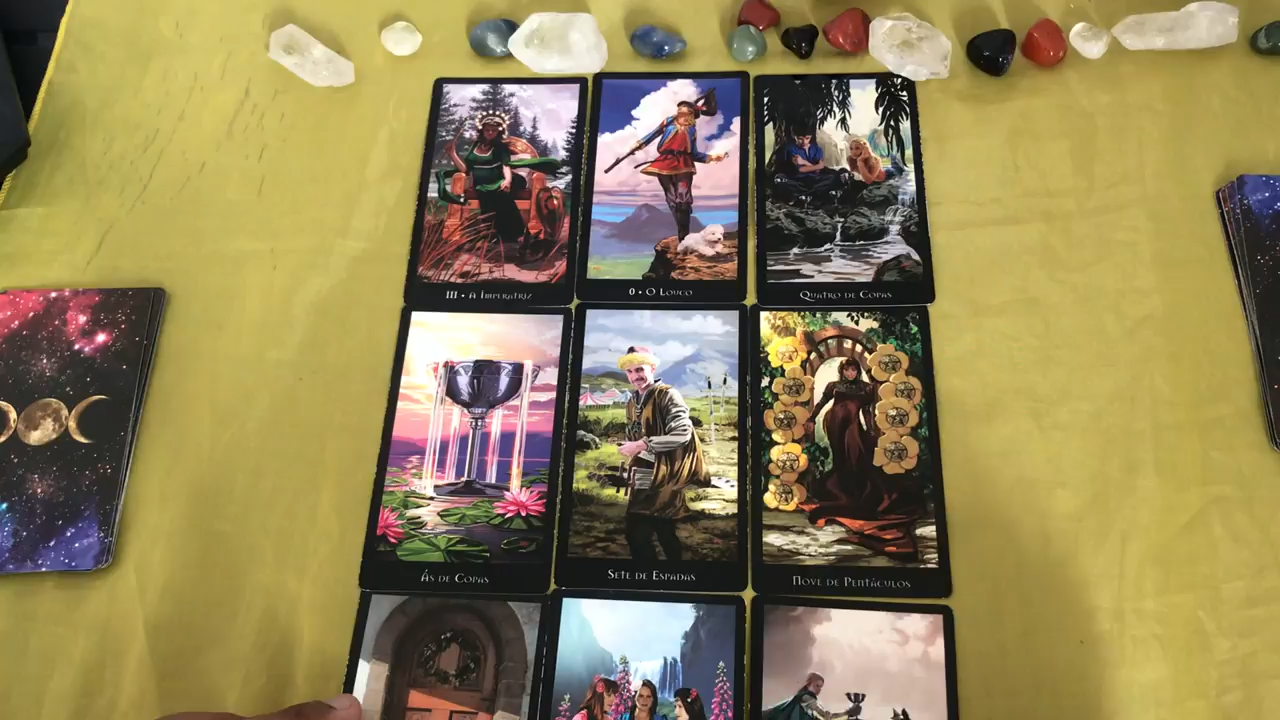 III • A Imperatriz
0 • O Louco
Quatro de Copas
Ás de Copas
Sete de Espadas
Nove de Pentáculos